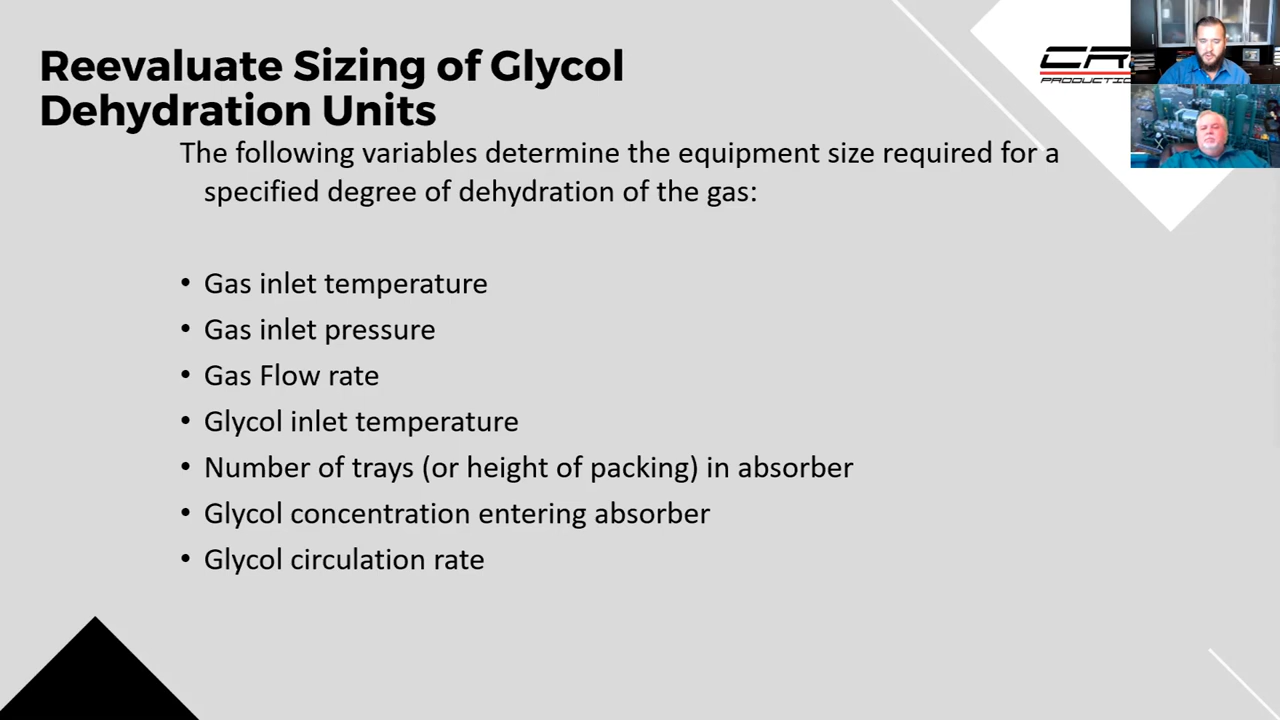 Reevaluate Sizing of Glycol
Dehydration Units
The following variables determine the equipment size required for a
specified degree of dehydration of the gas:
• Gas inlet temperature
• Gas inlet pressure
• Gas Flow rate
• Glycol inlet temperature
• Number of trays (or height of packing) in absorber
• Glycol concentration entering absorber
• Glycol circulation rate